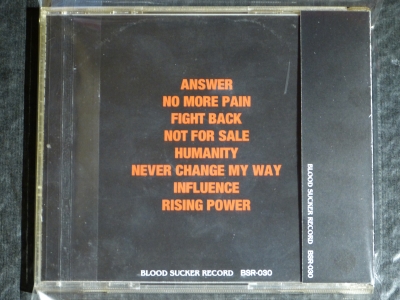 ANSWER
NO MORE PAIN
FIGHT BACK
NOT FOR SALE
HUMANITY
NEVER CHANGE MY WAY
INFLUENCE
RISING POWER
BLOOD SUCKER RECORD BSR-030
BLOOD SUCKER RECORD BSR-030